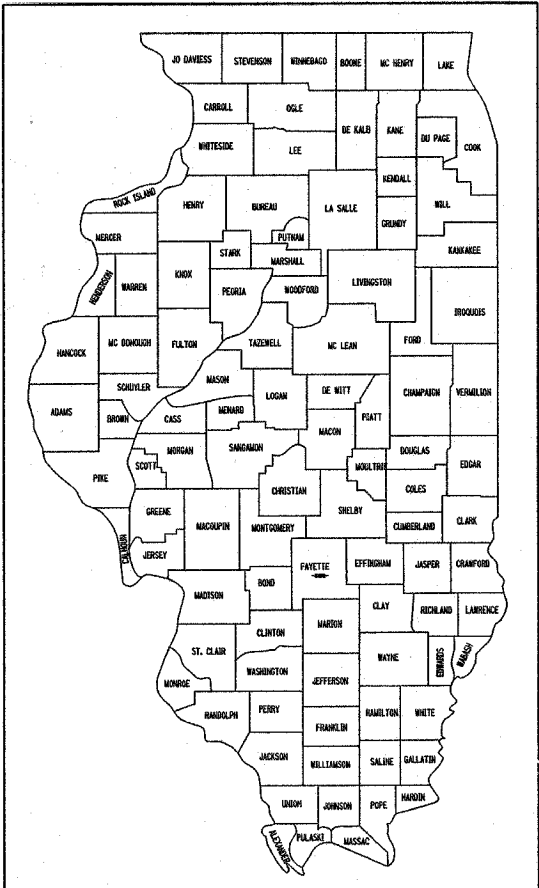 JO DAVIESS
STEVENSON
WINNEBAGO
BOONE
MC HENRY
LAKE
CARROLL
OGLE
DE KALB
KANE
DU PAGE
COOK
WHITESIDE
LEE
KENDALL
WILL
ROCK ISLAND
HENRY
BUREAU
LA SALLE
GRUNDY
MERCER
PUTNAM
KANKAKEE
STARK
MARSHALL
HENDERSON
WARREN
KNOX
PEORIA
WOODFORD
LIVINGSTON
IROQUOIS
HANCOCK
MC DONOUGH
FULTON
TAZEWELL
MC LEAN
FORD
MASON
SCHUYLER
ADAMS
BROWN
CASS
MENARD
LOGAN
DE WITT
PIATT
CHAMPAIGN
VERMILION
MACON
SCOTT
MORGAN
SANGAMON
DOUGLAS
PIKE
MOULTRIE
EDGAR
CHRISTIAN
COLES
GREENE
MACOUPIN
MONTGOMERY
SHELBY
CUMBERLAND
CLARK
CALHOUN
JERSEY
FAYETTE
EFFINGHAM
JASPER
CRAWFORD
MADISON
BOND
CLAY
RICHLAND
LAWRENCE
CLINTON
MARION
ST. CLAIR
WAYNE
EDWARDS
WABASH
WASHINGTON
JEFFERSON
MONROE
RANDOLPH
PERRY
HAMILTON
WHITE
FRANKLIN
JACKSON
WILLIAMSON
SALINE
GALLATIN
UNION
JOHNSON
POPE
HARDIN
ALEXANDER
PULASKI
MASSAC